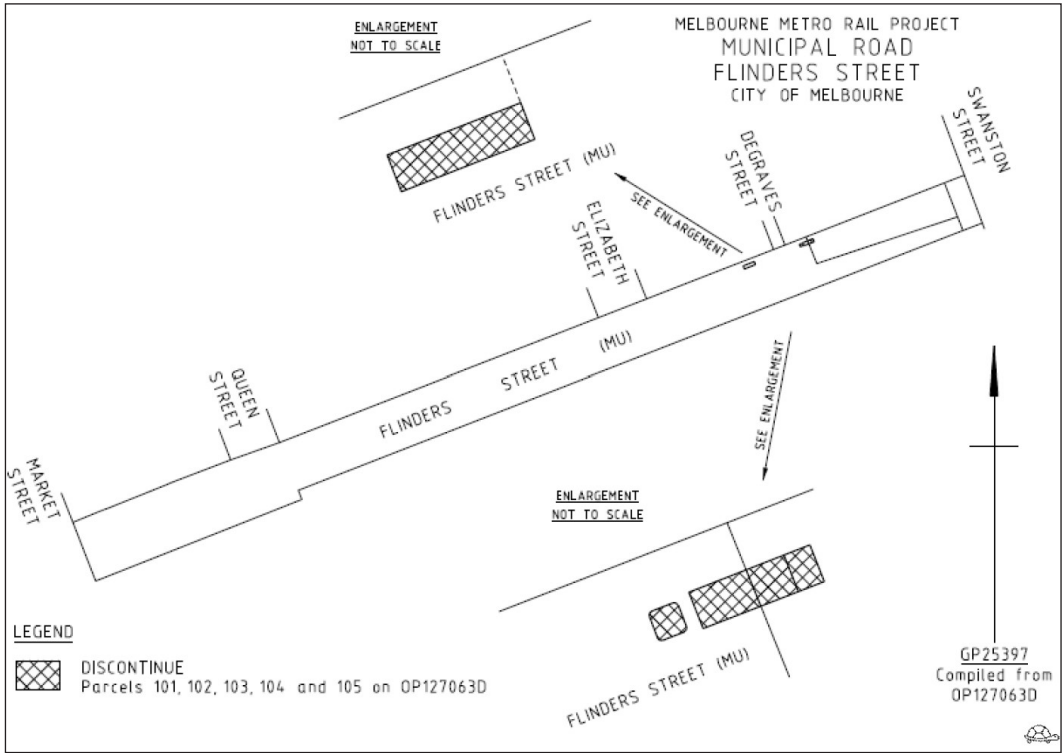 MELBOURNE METRO RAIL PROJECT
MUNICIPAL ROAD
FLINDERS STREET
CITY OF MELBOURNE
ENLARGEMENT
NOT TO SCALE
FLINDERS STREET (MU)
SEE ENLARGEMENT
SWANSTON
STREET
DEGRAVES
STREET
ELIZABETH
STREET
QUEEN
STREET
MARKET
STREET
FLINDERS STREET (MU)
SEE ENLARGEMENT
ENLARGEMENT
NOT TO SCALE
FLINDERS STREET (MU)
LEGEND
DISCONTINUE
Parcels 101, 102, 103, 104 and 105 on OP127063D
GP25397
Compiled from
OP127063D